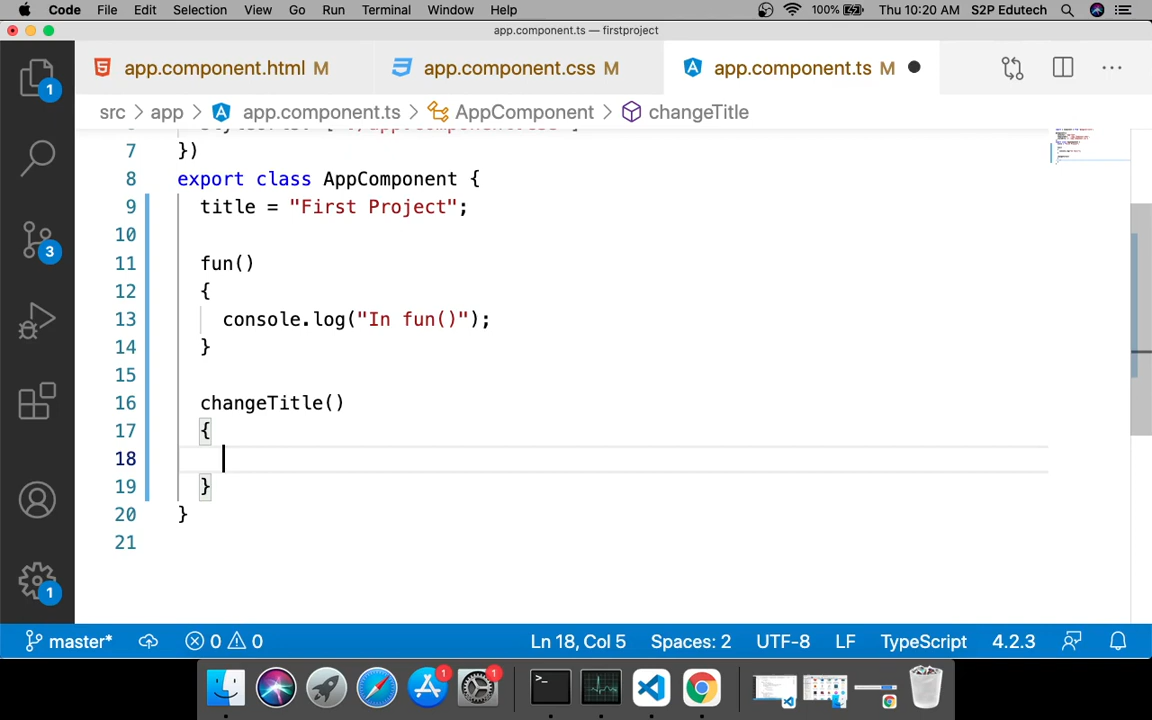 Code File Edit Selection View Go Run Terminal Window Help 100% Thu 10:20 AM S2P Edutech
app.component.ts — firstproject
app.component.html M app.component.css M app.component.ts M
src > app > app.component.ts > AppComponent > changeTitle
7 })
8 export class AppComponent {
9 title = "First Project";
10
11 fun()
12 {
13 console.log("In fun()");
14 }
15
16 changeTitle()
17 {
18
19 }
20 }
21
1
3
1
master* 0 0 Ln 18, Col 5 Spaces: 2 UTF-8 LF TypeScript 4.2.3
1 1